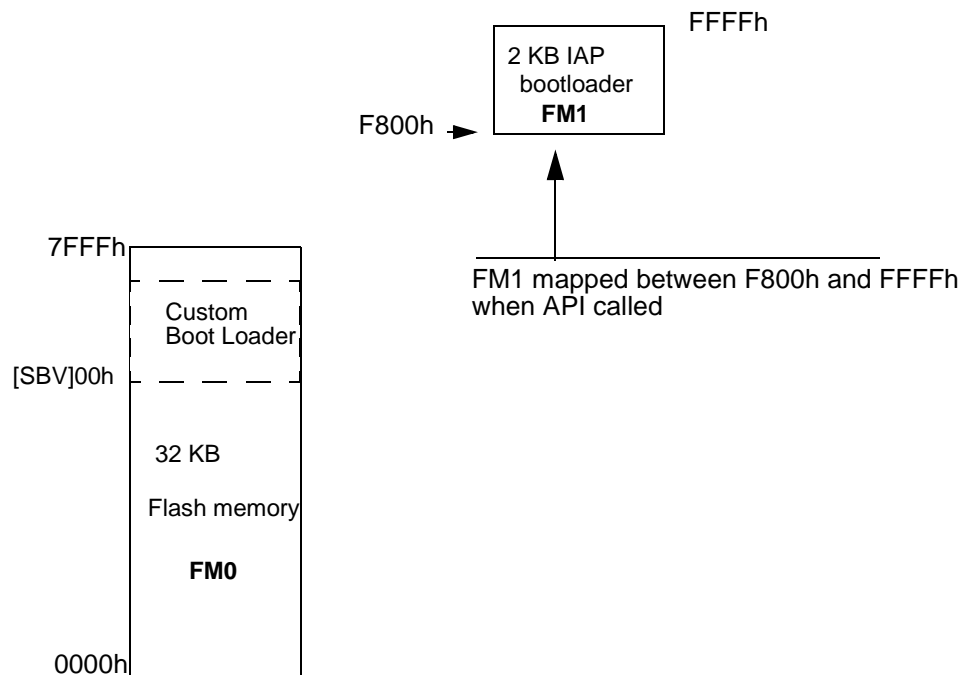 FFFFh
2 KB IAP
bootloader
FM1
F800h
7FFFh
FM1 mapped between F800h and FFFFh
when API called
Custom
Boot Loader
[SBV]00h
32 KB
Flash memory
FM0
0000h